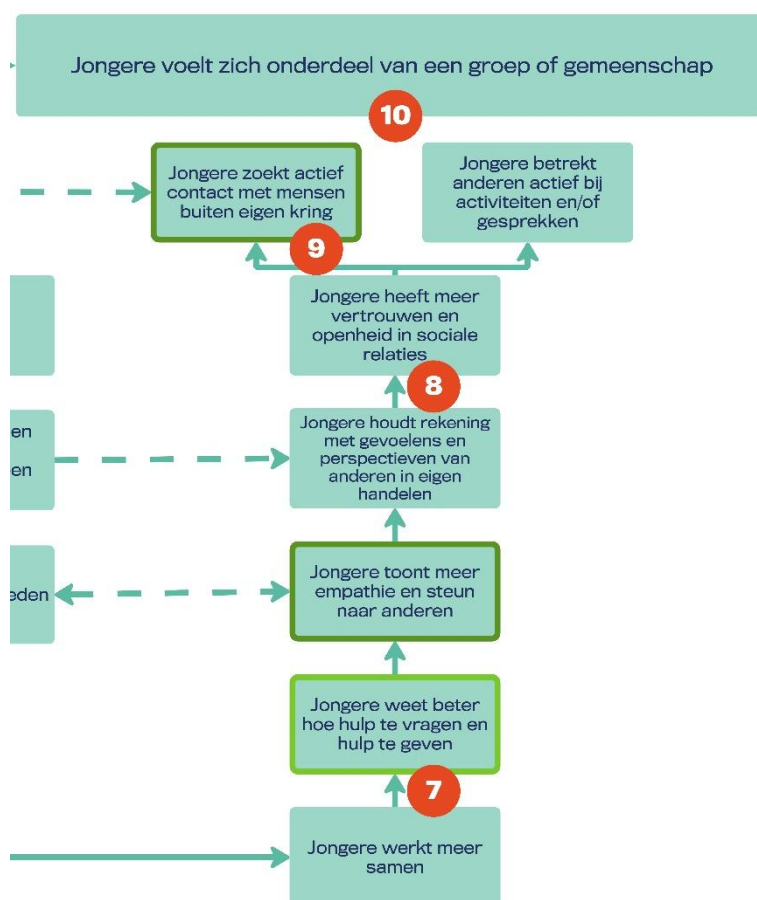 Jongere voelt zich onderdeel van een groep of gemeenschap
10
Jongere zoekt actief
contact met mensen
buiten eigen kring
Jongere betrekt
anderen actief bij
activiteiten en/of
gesprekken
9
Jongere heeft meer
vertrouwen en
openheid in sociale
relaties
8
en
en
Jongere houdt rekening
met gevoelens en
perspectieven van
anderen in eigen
handelen
eden
Jongere toont meer
empathie en steun
naar anderen
Jongere weet beter
hoe hulp te vragen en
hulp te geven
7
Jongere werkt meer
samen